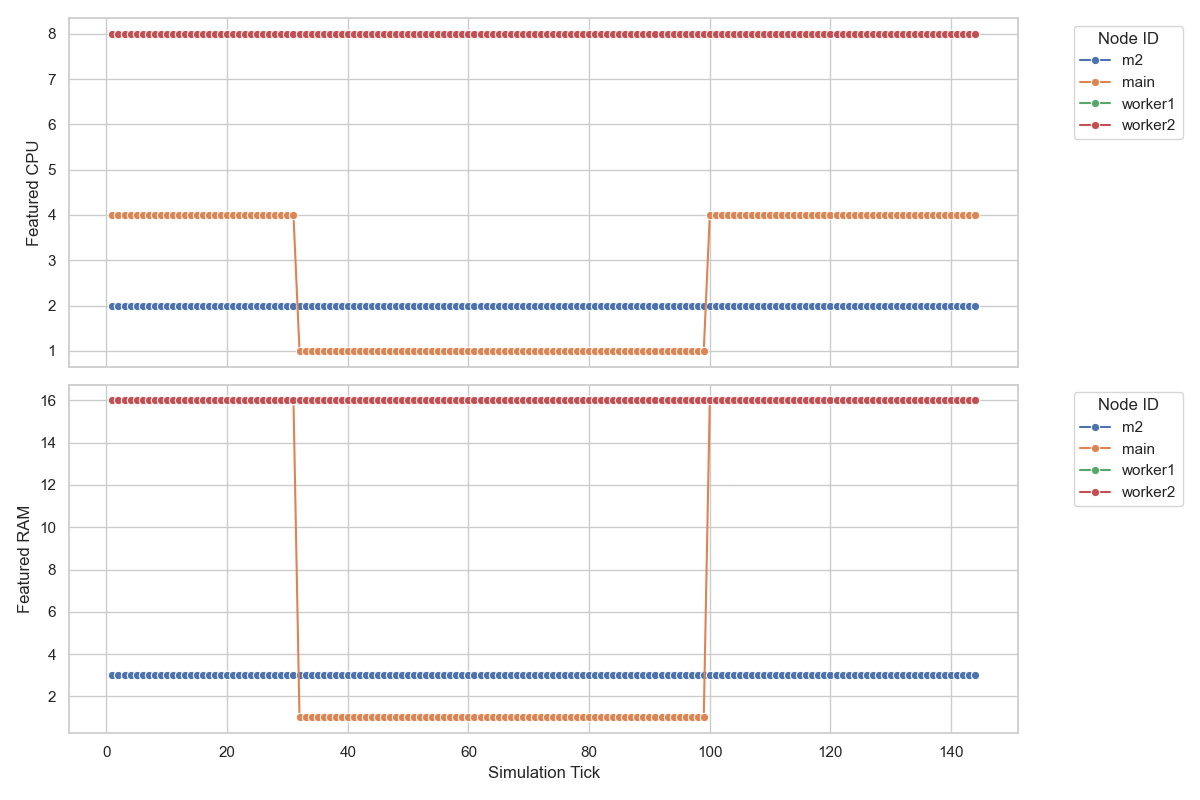 8
7
6
5
4
3
2
1
Featured CPU
Node ID
m2
main
worker1
worker2
16
14
12
10
8
6
4
2
Featured RAM
Node ID
m2
main
worker1
worker2
0 20 40 60 80 100 120 140
Simulation Tick